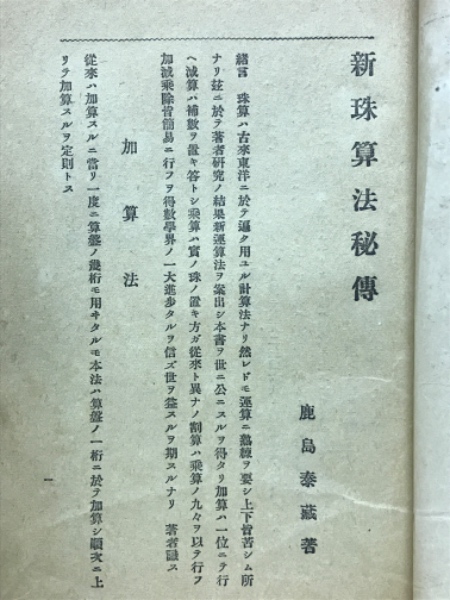 新珠算法秘傳
鹿島泰藏著
緒言　珠算ハ古來東洋ニ於テ遍ク用ユル計算法ナリ然レドモ運算ニ熟練ヲ要シ上下皆苦シム所
ナリ茲ニ於テ著者研究ノ結果新運算法ヲ案出シ本書ヲ世ニ公ニスルヲ得タリ加算ハ一位ニテ行
ヘ減算ハ補數ヲ置キ答トシ乘算ハ實ノ珠ノ置キ方ガ從來ト異ナノ割算ハ乘算ノ九々ヲ以テ行フ
加減乘除皆簡易ニ行フヲ得數學界ノ一大進步タルヲ信ズ世ヲ益スルヲ期スルナリ　著者識ス
加算法
從來ハ加算スルニ當リ一度ニ算盤ノ幾桁モ用ヰタルモ本法ハ算盤ノ一桁ニ於テ加算シ順次ニ上
リテ加算スルヲ定則トス
一